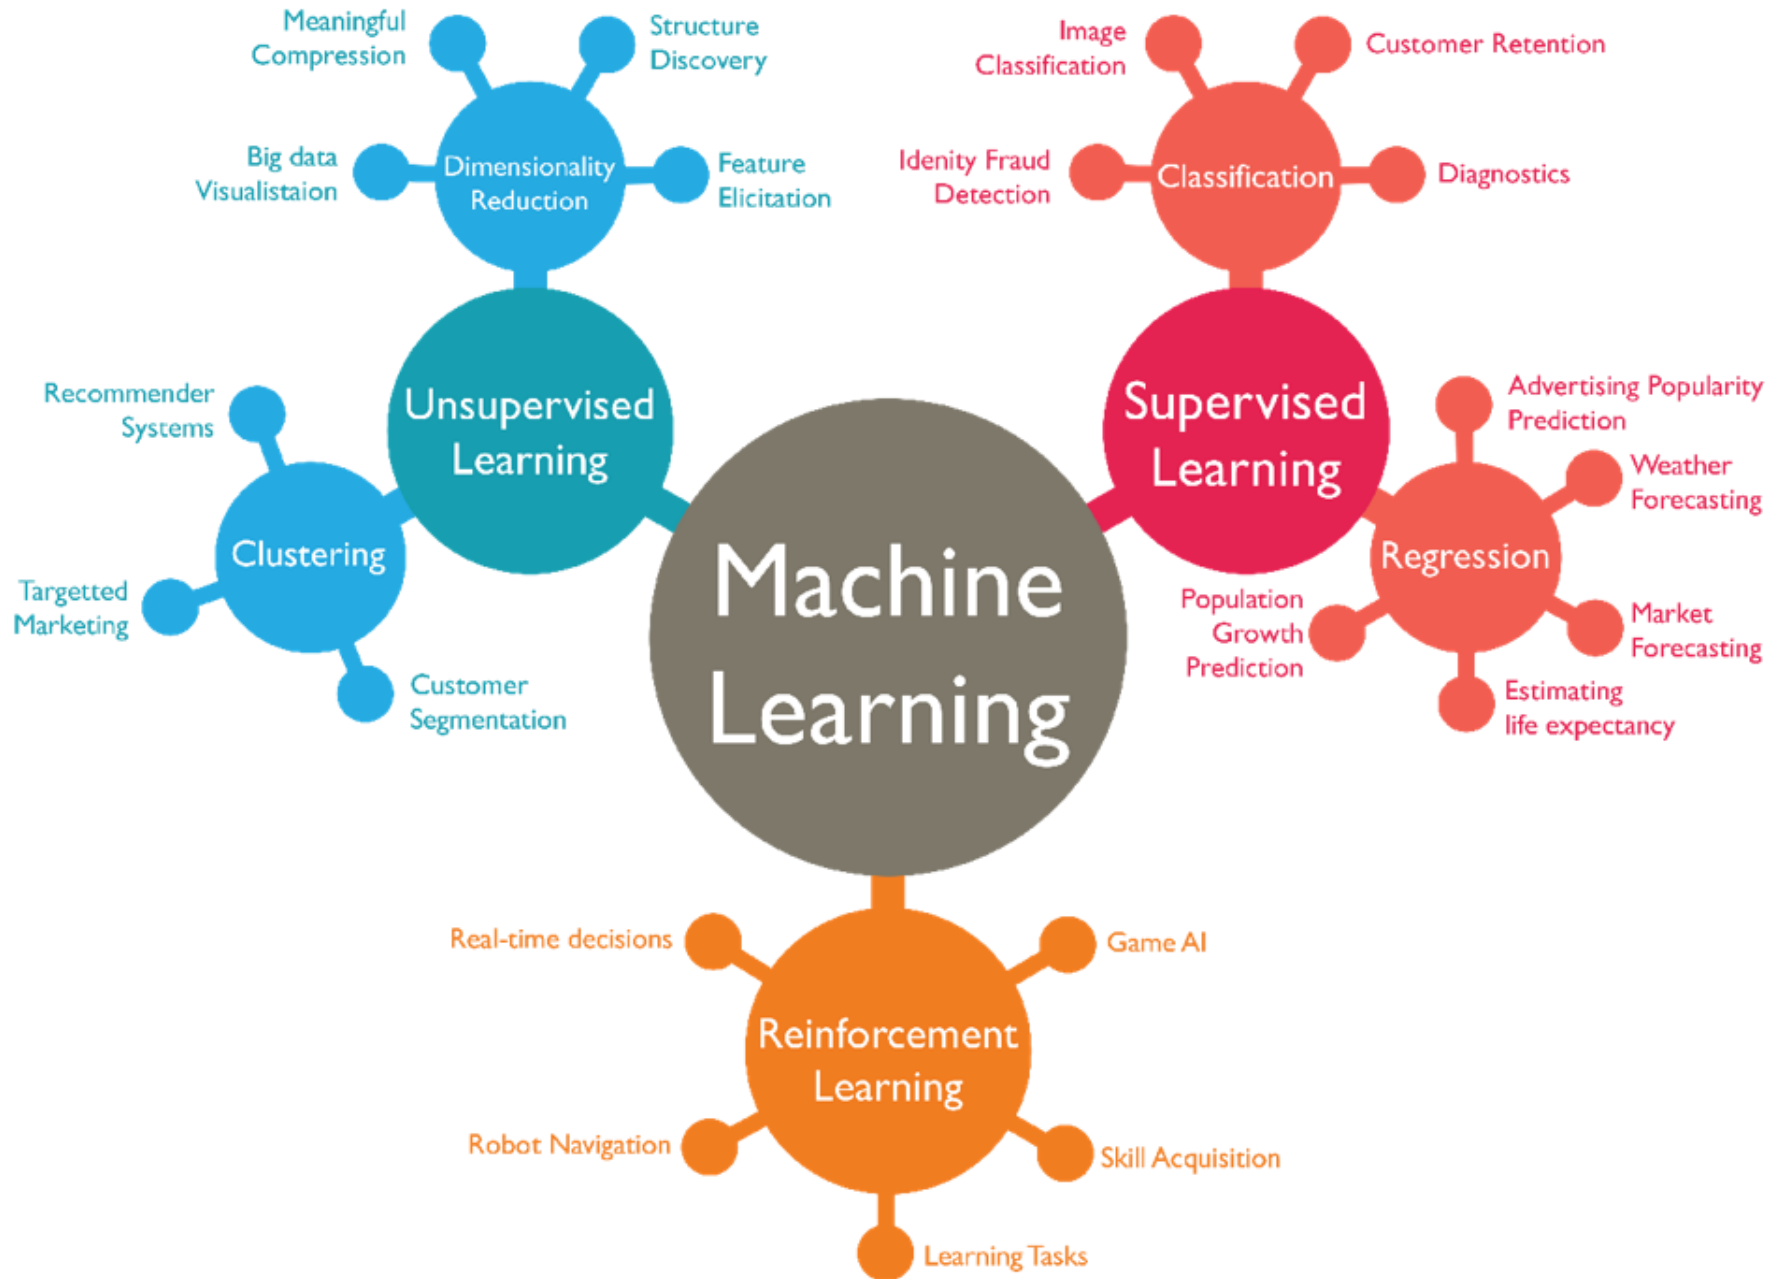 Meaningful
Compression
Structure
Discovery
Big data
Visualistaion
Dimensionality
Reduction
Feature
Elicitation
Image
Classification
Customer Retention
Idenity Fraud
Detection
Classification
Diagnostics
Unsupervised
Learning
Recommender
Systems
Clustering
Targetted
Marketing
Customer
Segmentation
Supervised
Learning
Advertising Popularity
Prediction
Weather
Forecasting
Regression
Population
Growth
Prediction
Market
Forecasting
Estimating
life expectancy
Machine
Learning
Real-time decisions
Game AI
Reinforcement
Learning
Robot Navigation
Skill Acquisition
Learning Tasks